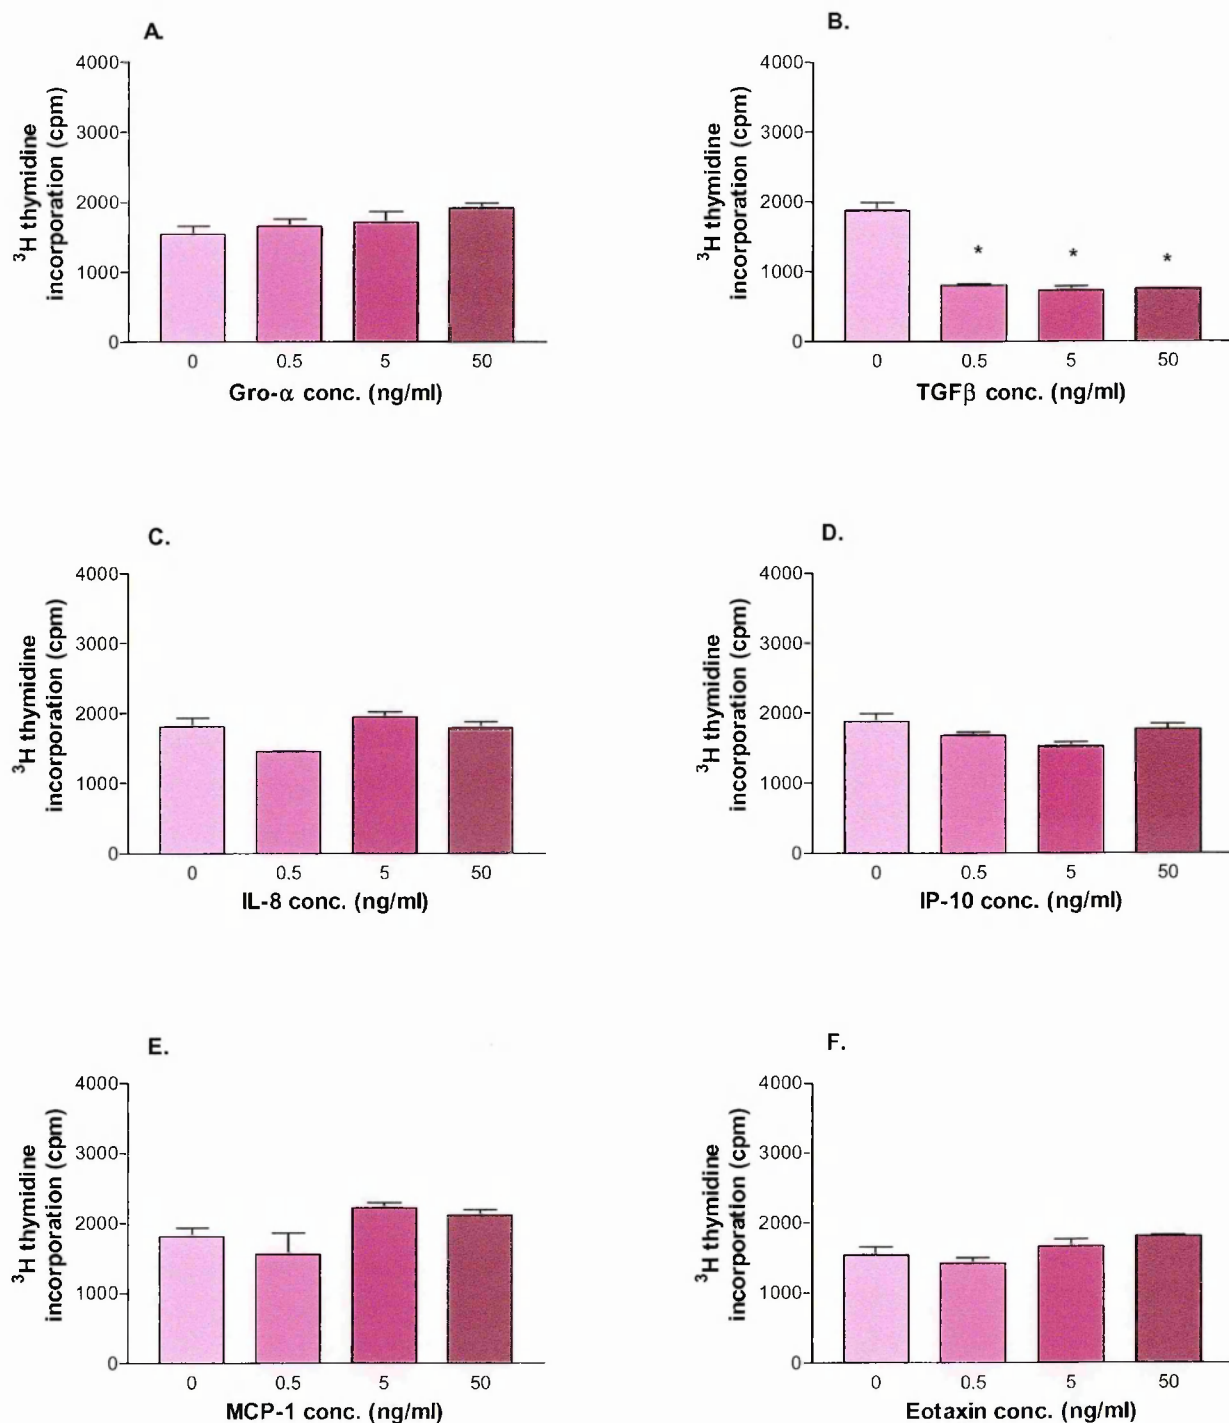 A.
4000
3000
2000
1000
0
³H thymidine
incorporation (cpm)
0 0.5 5 50
Gro-α conc. (ng/ml)
B.
4000
3000
2000
1000
0
³H thymidine
incorporation (cpm)
* * *
0 0.5 5 50
TGFβ conc. (ng/ml)
C.
4000
3000
2000
1000
0
³H thymidine
incorporation (cpm)
0 0.5 5 50
IL-8 conc. (ng/ml)
D.
4000
3000
2000
1000
0
³H thymidine
incorporation (cpm)
0 0.5 5 50
IP-10 conc. (ng/ml)
E.
4000
3000
2000
1000
0
³H thymidine
incorporation (cpm)
0 0.5 5 50
MCP-1 conc. (ng/ml)
F.
4000
3000
2000
1000
0
³H thymidine
incorporation (cpm)
0 0.5 5 50
Eotaxin conc. (ng/ml)